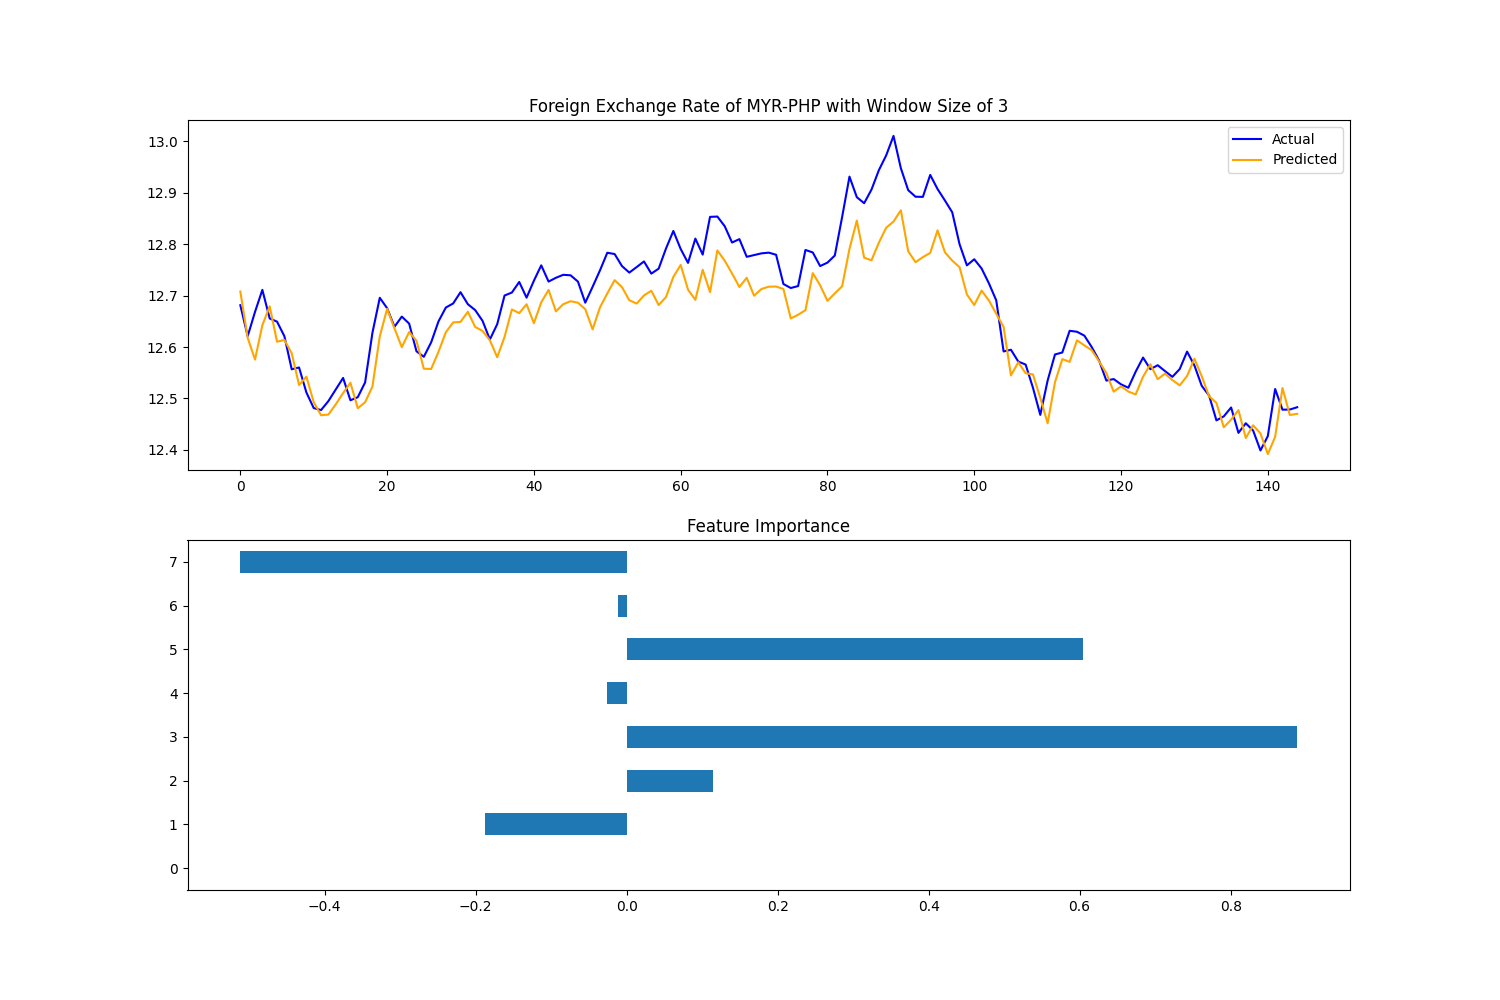 Foreign Exchange Rate of MYR-PHP with Window Size of 3
13.0
12.9
12.8
12.7
12.6
12.5
12.4
Actual
Predicted
0 20 40 60 80 100 120 140
Feature Importance
7
6
5
4
3
2
1
0
−0.4 −0.2 0.0 0.2 0.4 0.6 0.8